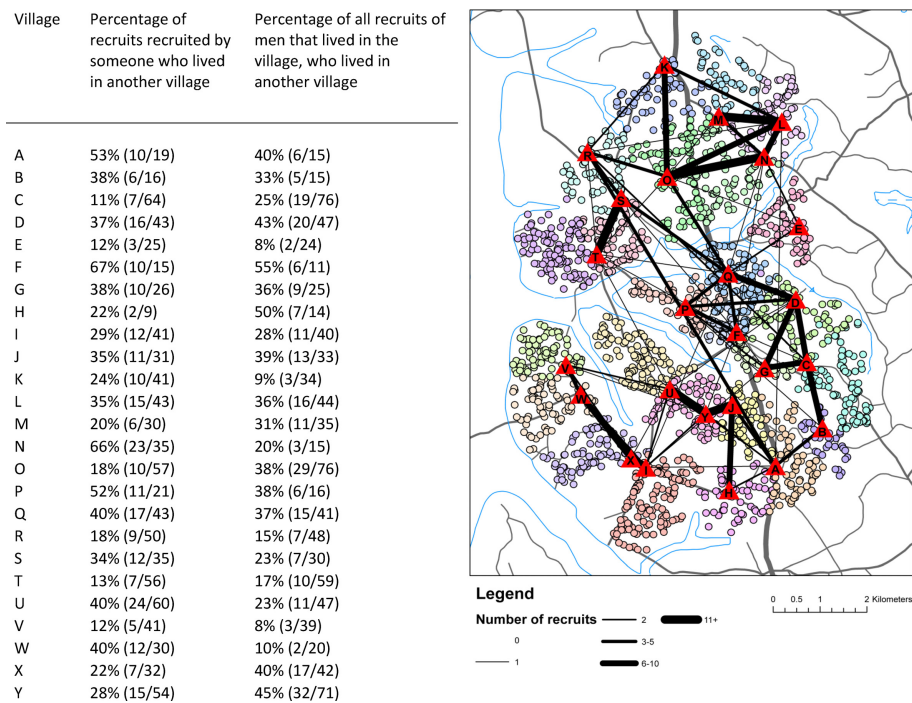 Village Percentage of recruits recruited by someone who lived in another village Percentage of all recruits of men that lived in the village, who lived in another village
A 53% (10/19) 40% (6/15)
B 38% (6/16) 33% (5/15)
C 11% (7/64) 25% (19/76)
D 37% (16/43) 43% (20/47)
E 12% (3/25) 8% (2/24)
F 67% (10/15) 55% (6/11)
G 38% (10/26) 36% (9/25)
H 22% (2/9) 50% (7/14)
I 29% (12/41) 28% (11/40)
J 35% (11/31) 39% (13/33)
K 24% (10/41) 9% (3/34)
L 35% (15/43) 36% (16/44)
M 20% (6/30) 31% (11/35)
N 66% (23/35) 20% (3/15)
O 18% (10/57) 38% (29/76)
P 52% (11/21) 38% (6/16)
Q 40% (17/43) 37% (15/41)
R 18% (9/50) 15% (7/48)
S 34% (12/35) 23% (7/30)
T 13% (7/56) 17% (10/59)
U 40% (24/60) 23% (11/47)
V 12% (5/41) 8% (3/39)
W 40% (12/30) 10% (2/20)
X 22% (7/32) 40% (17/42)
Y 28% (15/54) 45% (32/71)
K
M
L
R
N
O
S
E
T
Q
D
P
F
V
G
C
W
U
J
Y
B
X
I
A
H
Legend
Number of recruits
0
1
2
3-5
6-10
11+
0 0.5 1 2 Kilometers